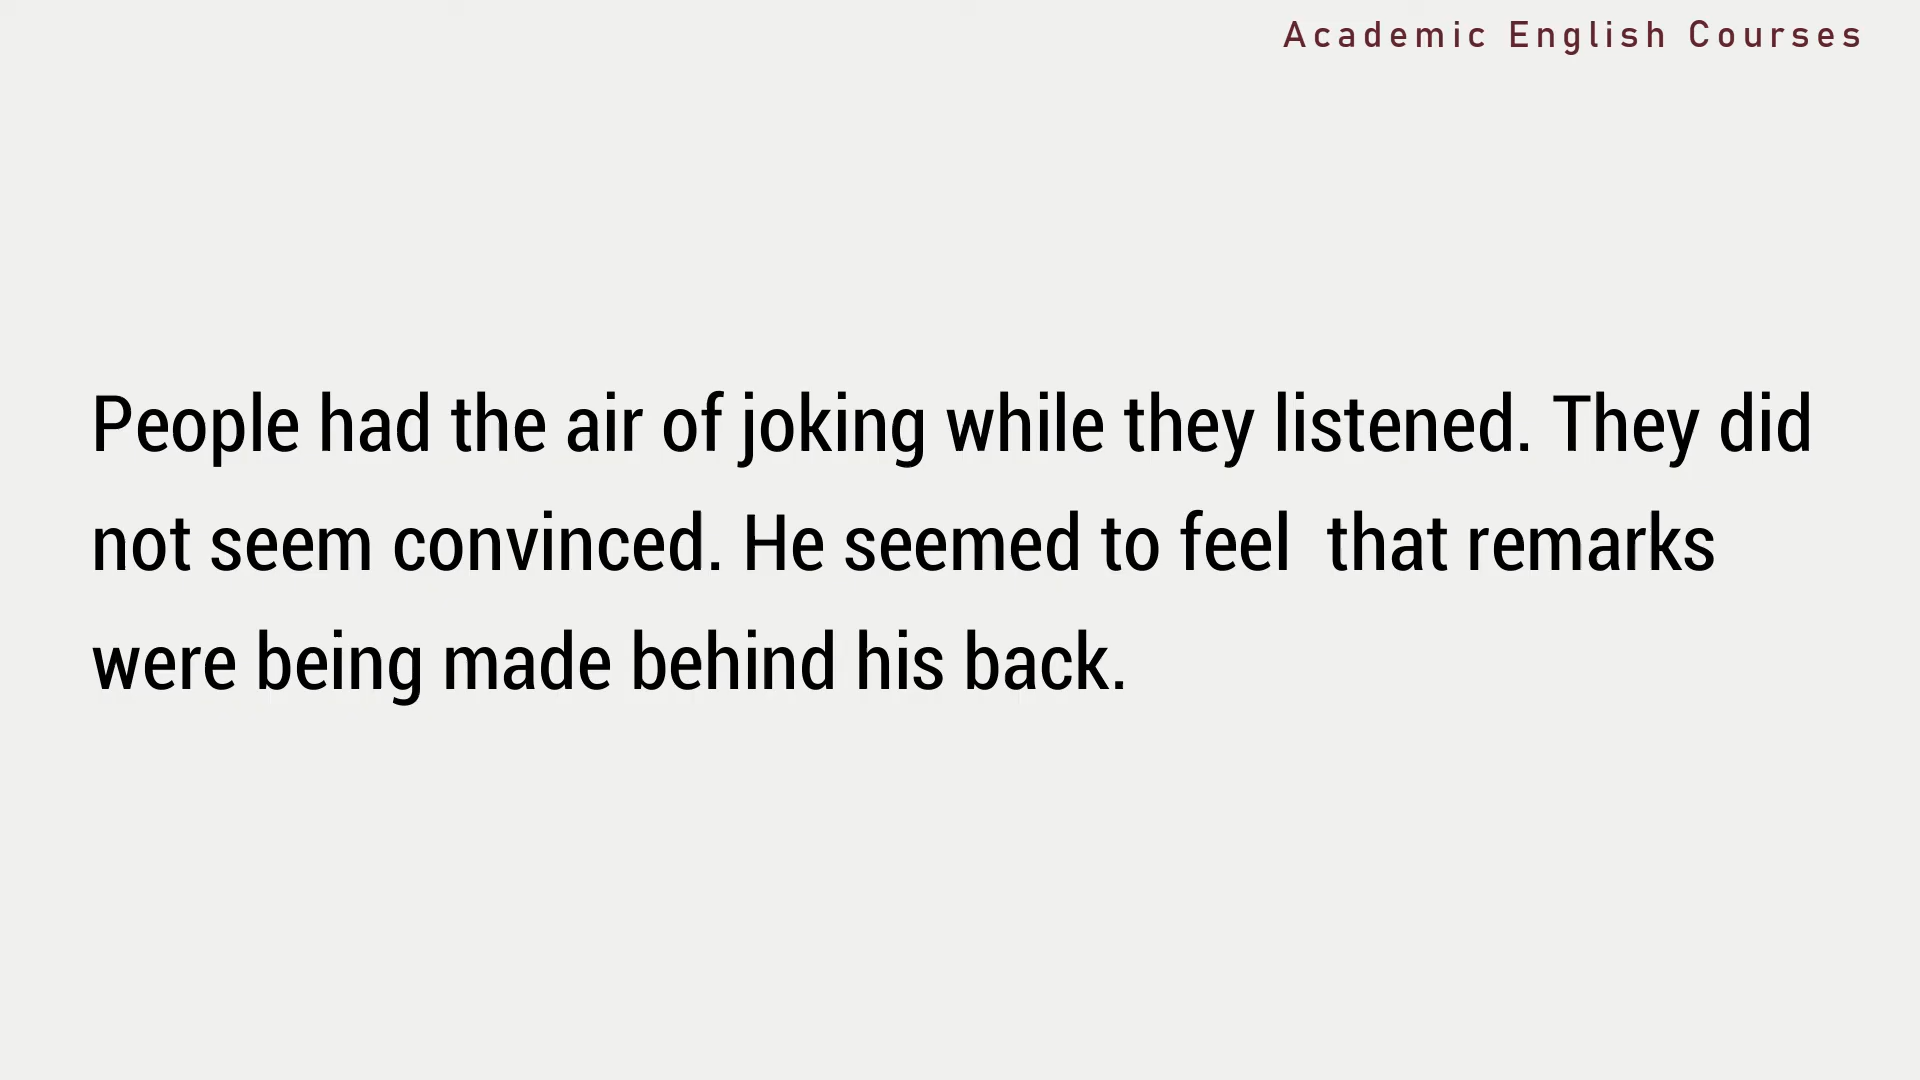 Academic English Courses
People had the air of joking while they listened. They did
not seem convinced. He seemed to feel  that remarks
were being made behind his back.